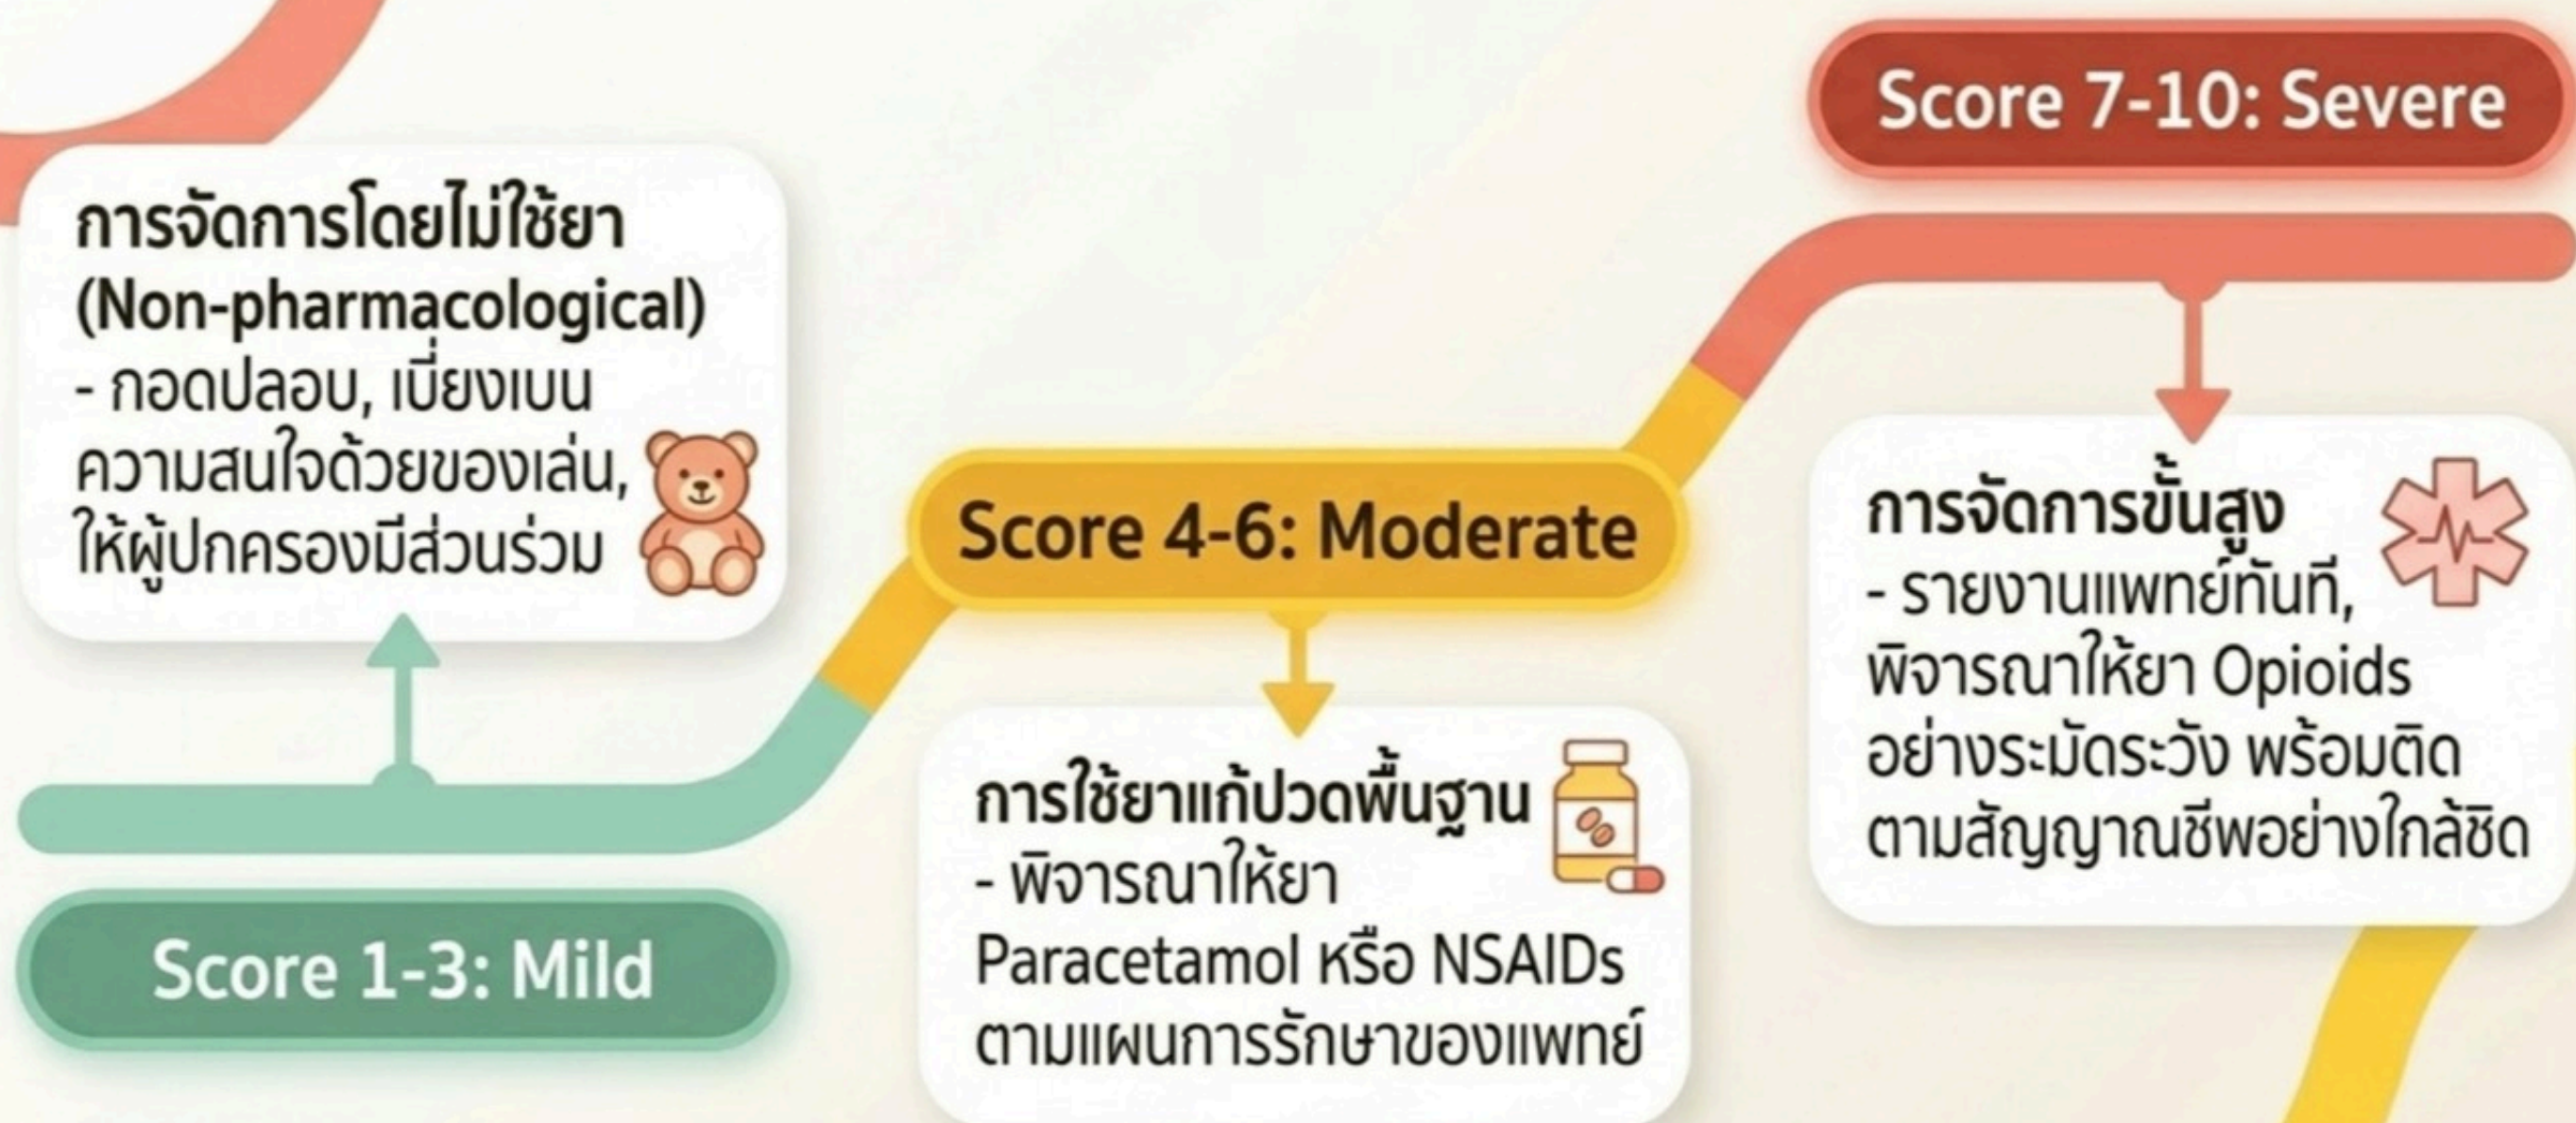 การจัดการโดยไม่ใช้ยา
(Non-pharmacological)
- กอดปลอบ, เบี่ยงเบน
ความสนใจด้วยของเล่น,
ให้ผู้ปกครองมีส่วนร่วม
Score 1-3: Mild
Score 4-6: Moderate
การใช้ยาแก้ปวดพื้นฐาน
- พิจารณาให้ยา
Paracetamol หรือ NSAIDs
ตามแผนการรักษาของแพทย์
Score 7-10: Severe
การจัดการขั้นสูง
- รายงานแพทย์ทันที,
พิจารณาให้ยา Opioids
อย่างระมัดระวัง พร้อมติด
ตามสัญญาณชีพอย่างใกล้ชิด